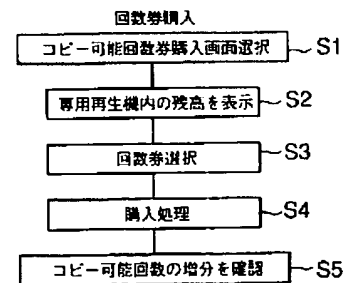 回数券購入
コピー可能回数券購入画面選択 S1
専用再生機内の残高を表示 S2
回数券選択 S3
購入処理 S4
コピー可能回数の増分を確認 S5